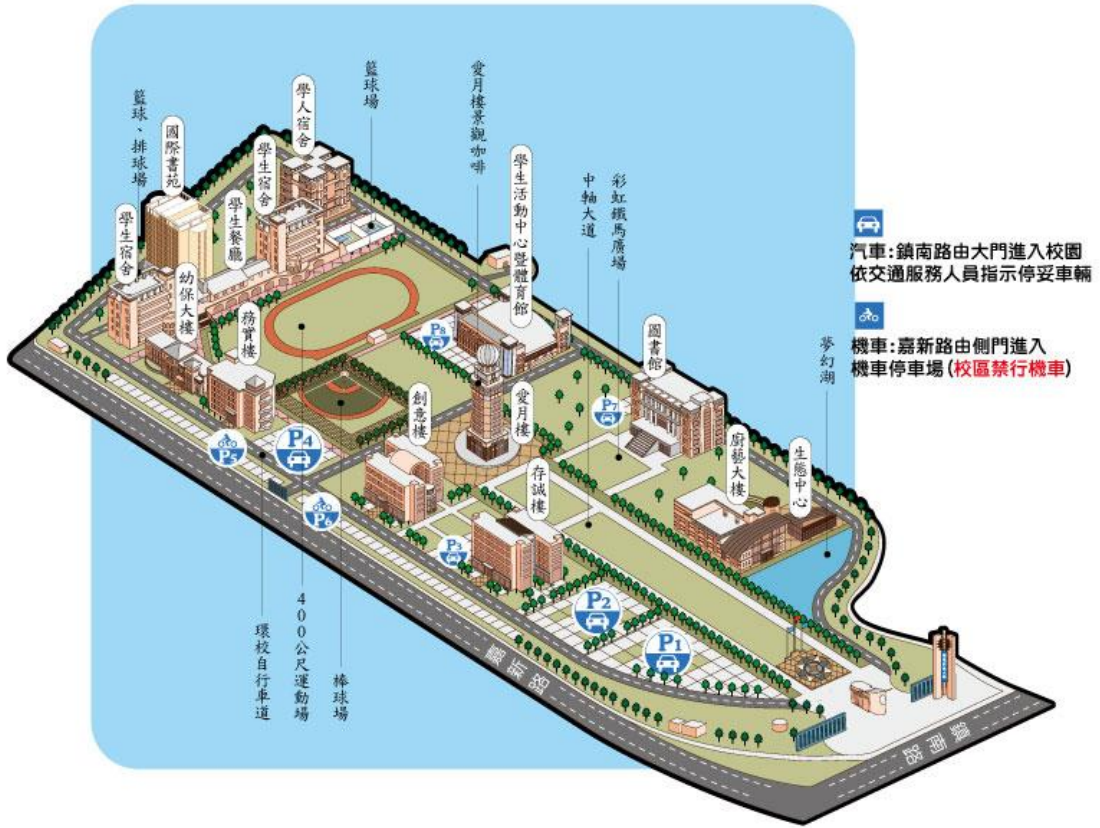 籃球、排球場
國際書苑
學人宿舍
籃球場
愛月樓景觀咖啡
學生宿舍
學生餐廳
學生宿舍
幼保大樓
務實樓
學生活動中心暨體育館
中軸大道
彩虹鐵馬廣場
圖書館
夢幻湖
汽車:鎮南路由大門進入校園
依交通服務人員指示停妥車輛
機車:嘉新路由側門進入
機車停車場(校區禁行機車)
P8
P7
創意樓
愛月樓
存誠樓
廚藝大樓
生態中心
P5
P4
P6
P3
P2
P1
環校自行車道
400公尺運動場
棒球場
嘉新路
鎮南路